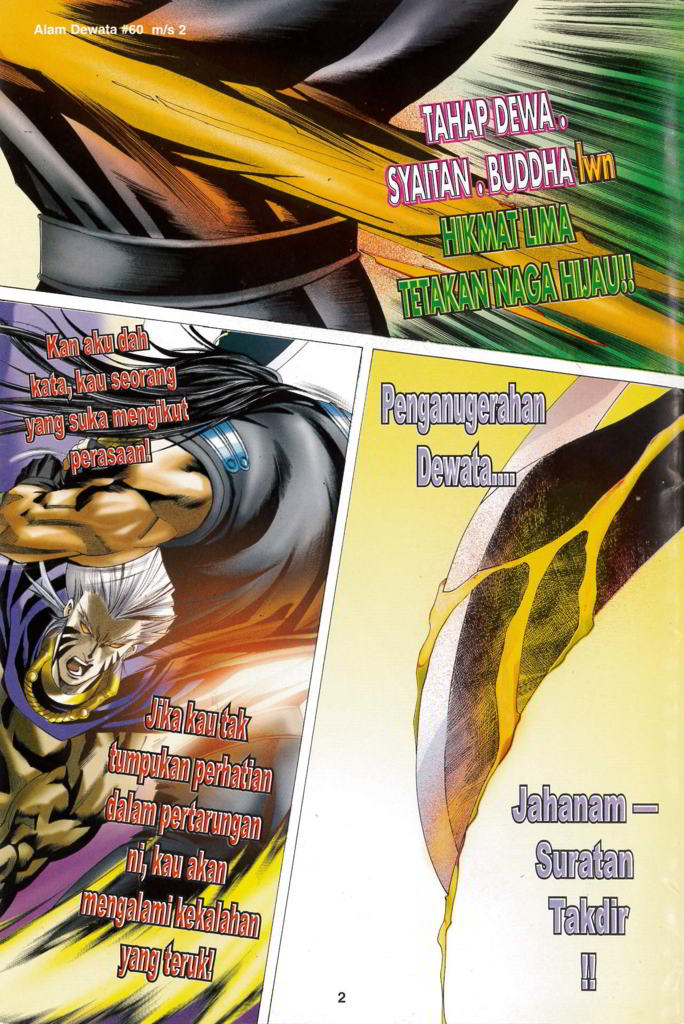 Alam Dewata #60 m/s 2
TAHAP DEWA .
SYAITAN . BUDDHA lwn
HIKMAT LIMA
TETAKAN NAGA HIJAU!!
Kan aku dah
kata, kau seorang
yang suka mengikut
perasaan!
Jika kau tak
tumpukan perhatian
dalam pertarungan
ni, kau akan
mengalami kekalahan
yang teruk!
Penganugerahan
Dewata....
Jahanam —
Suratan
Takdir
!!
2